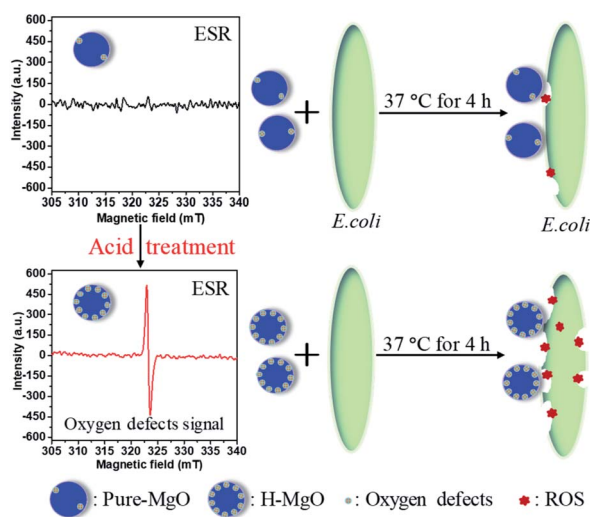 600
450
300
150
0
-150
-300
-450
-600
Intensity (a.u.)
ESR
305 310 315 320 325 330 335 340
Magnetic field (mT)
+
37 °C for 4 h
E.coli
E.coli
Acid treatment
600
450
300
150
0
-150
-300
-450
-600
Intensity (a.u.)
ESR
Oxygen defects signal
305 310 315 320 325 330 335 340
Magnetic field (mT)
+
37 °C for 4 h
: Pure-MgO : H-MgO : Oxygen defects : ROS